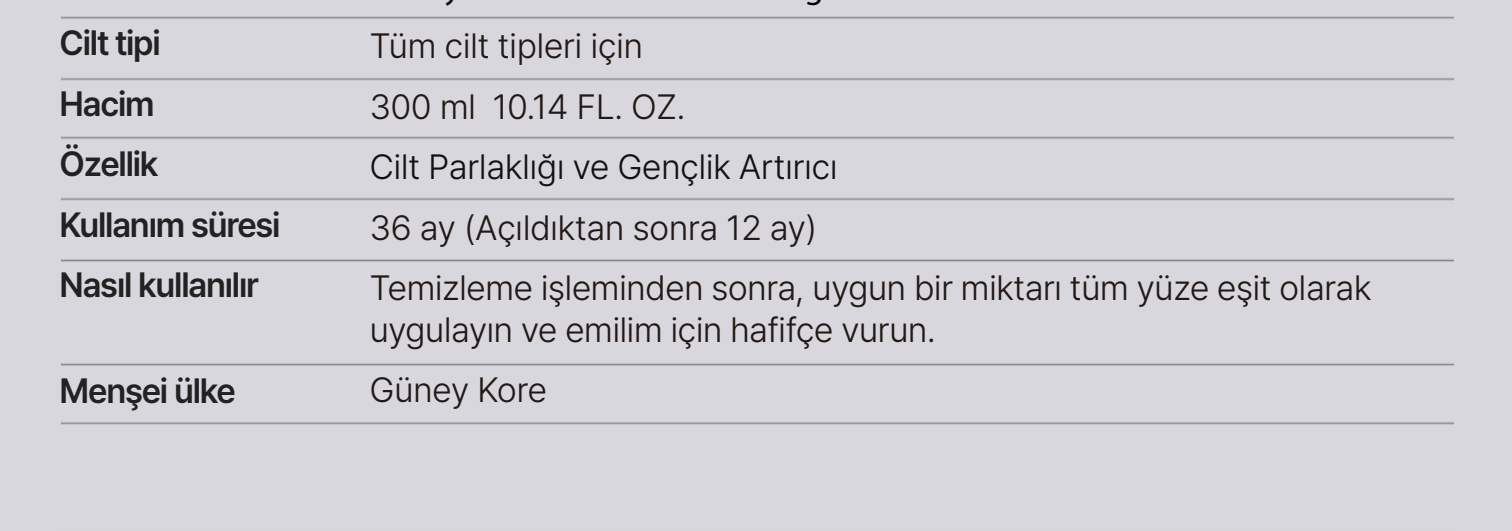 Cilt tipi Tüm cilt tipleri için
Hacim 300 ml 10.14 FL. OZ.
Özellik Cilt Parlaklığı ve Gençlik Artırıcı
Kullanım süresi 36 ay (Açıldıktan sonra 12 ay)
Nasıl kullanılır Temizleme işleminden sonra, uygun bir miktarı tüm yüze eşit olarak
uygulayın ve emilim için hafifçe vurun.
Menşei ülke Güney Kore